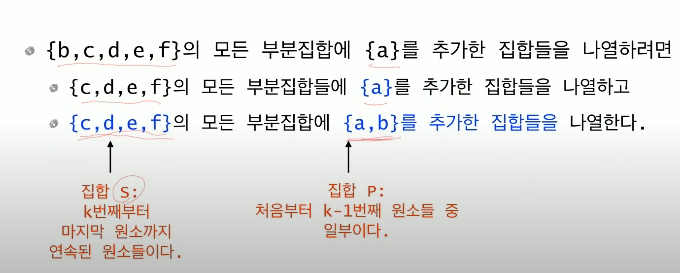 {b,c,d,e,f}의 모든 부분집합에 {a}를 추가한 집합들을 나열하려면
{c,d,e,f}의 모든 부분집합들에 {a}를 추가한 집합들을 나열하고
{c,d,e,f}의 모든 부분집합에 {a,b}를 추가한 집합들을 나열한다.
집합 S:
k번째부터
마지막 원소까지
연속된 원소들이다.
집합 P:
처음부터 k-1번째 원소들 중
일부이다.